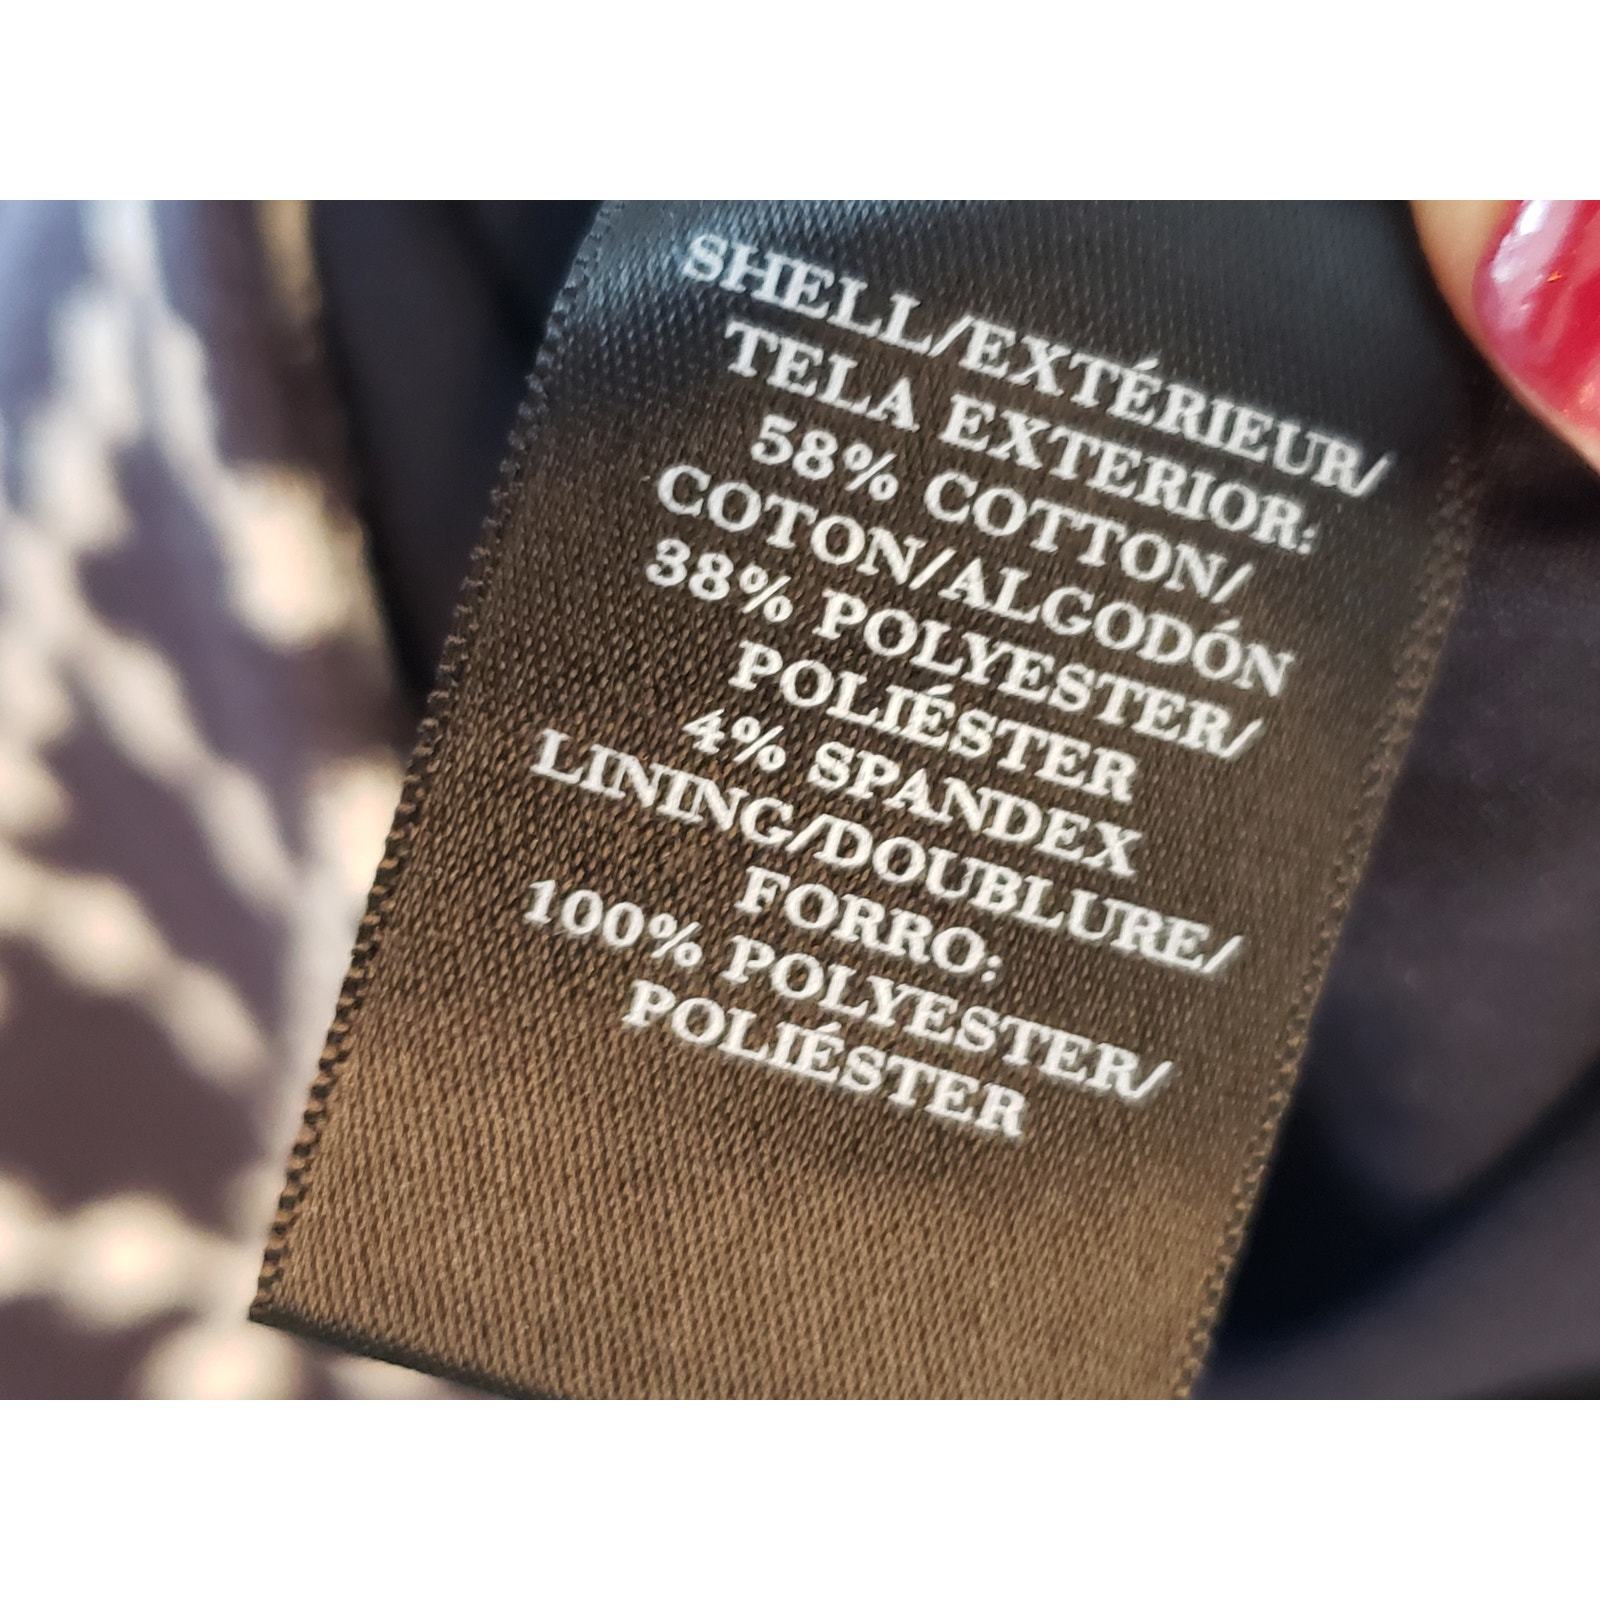 SHELL/EXTÉRIEUR/
TELA EXTERIOR:
58% COTTON/
COTON/ALGODÓN
38% POLYESTER/
POLIÉSTER
4% SPANDEX
LINING/DOUBLURE/
FORRO:
100% POLYESTER/
POLIÉSTER